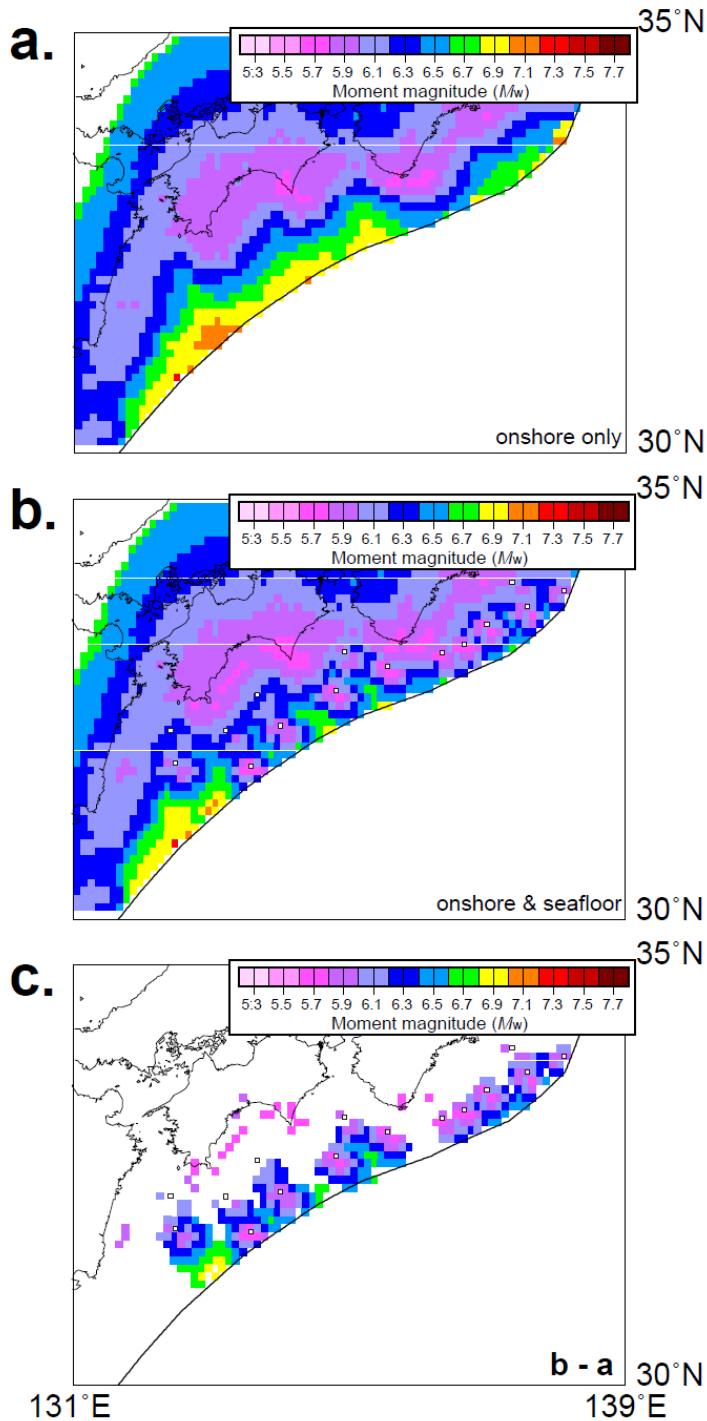 a.
35°N
5.3 5.5 5.7 5.9 6.1 6.3 6.5 6.7 6.9 7.1 7.3 7.5 7.7
Moment magnitude (Mw)
onshore only
30°N
b.
35°N
5.3 5.5 5.7 5.9 6.1 6.3 6.5 6.7 6.9 7.1 7.3 7.5 7.7
Moment magnitude (Mw)
onshore & seafloor
30°N
c.
35°N
5.3 5.5 5.7 5.9 6.1 6.3 6.5 6.7 6.9 7.1 7.3 7.5 7.7
Moment magnitude (Mw)
b - a
30°N
131°E 139°E